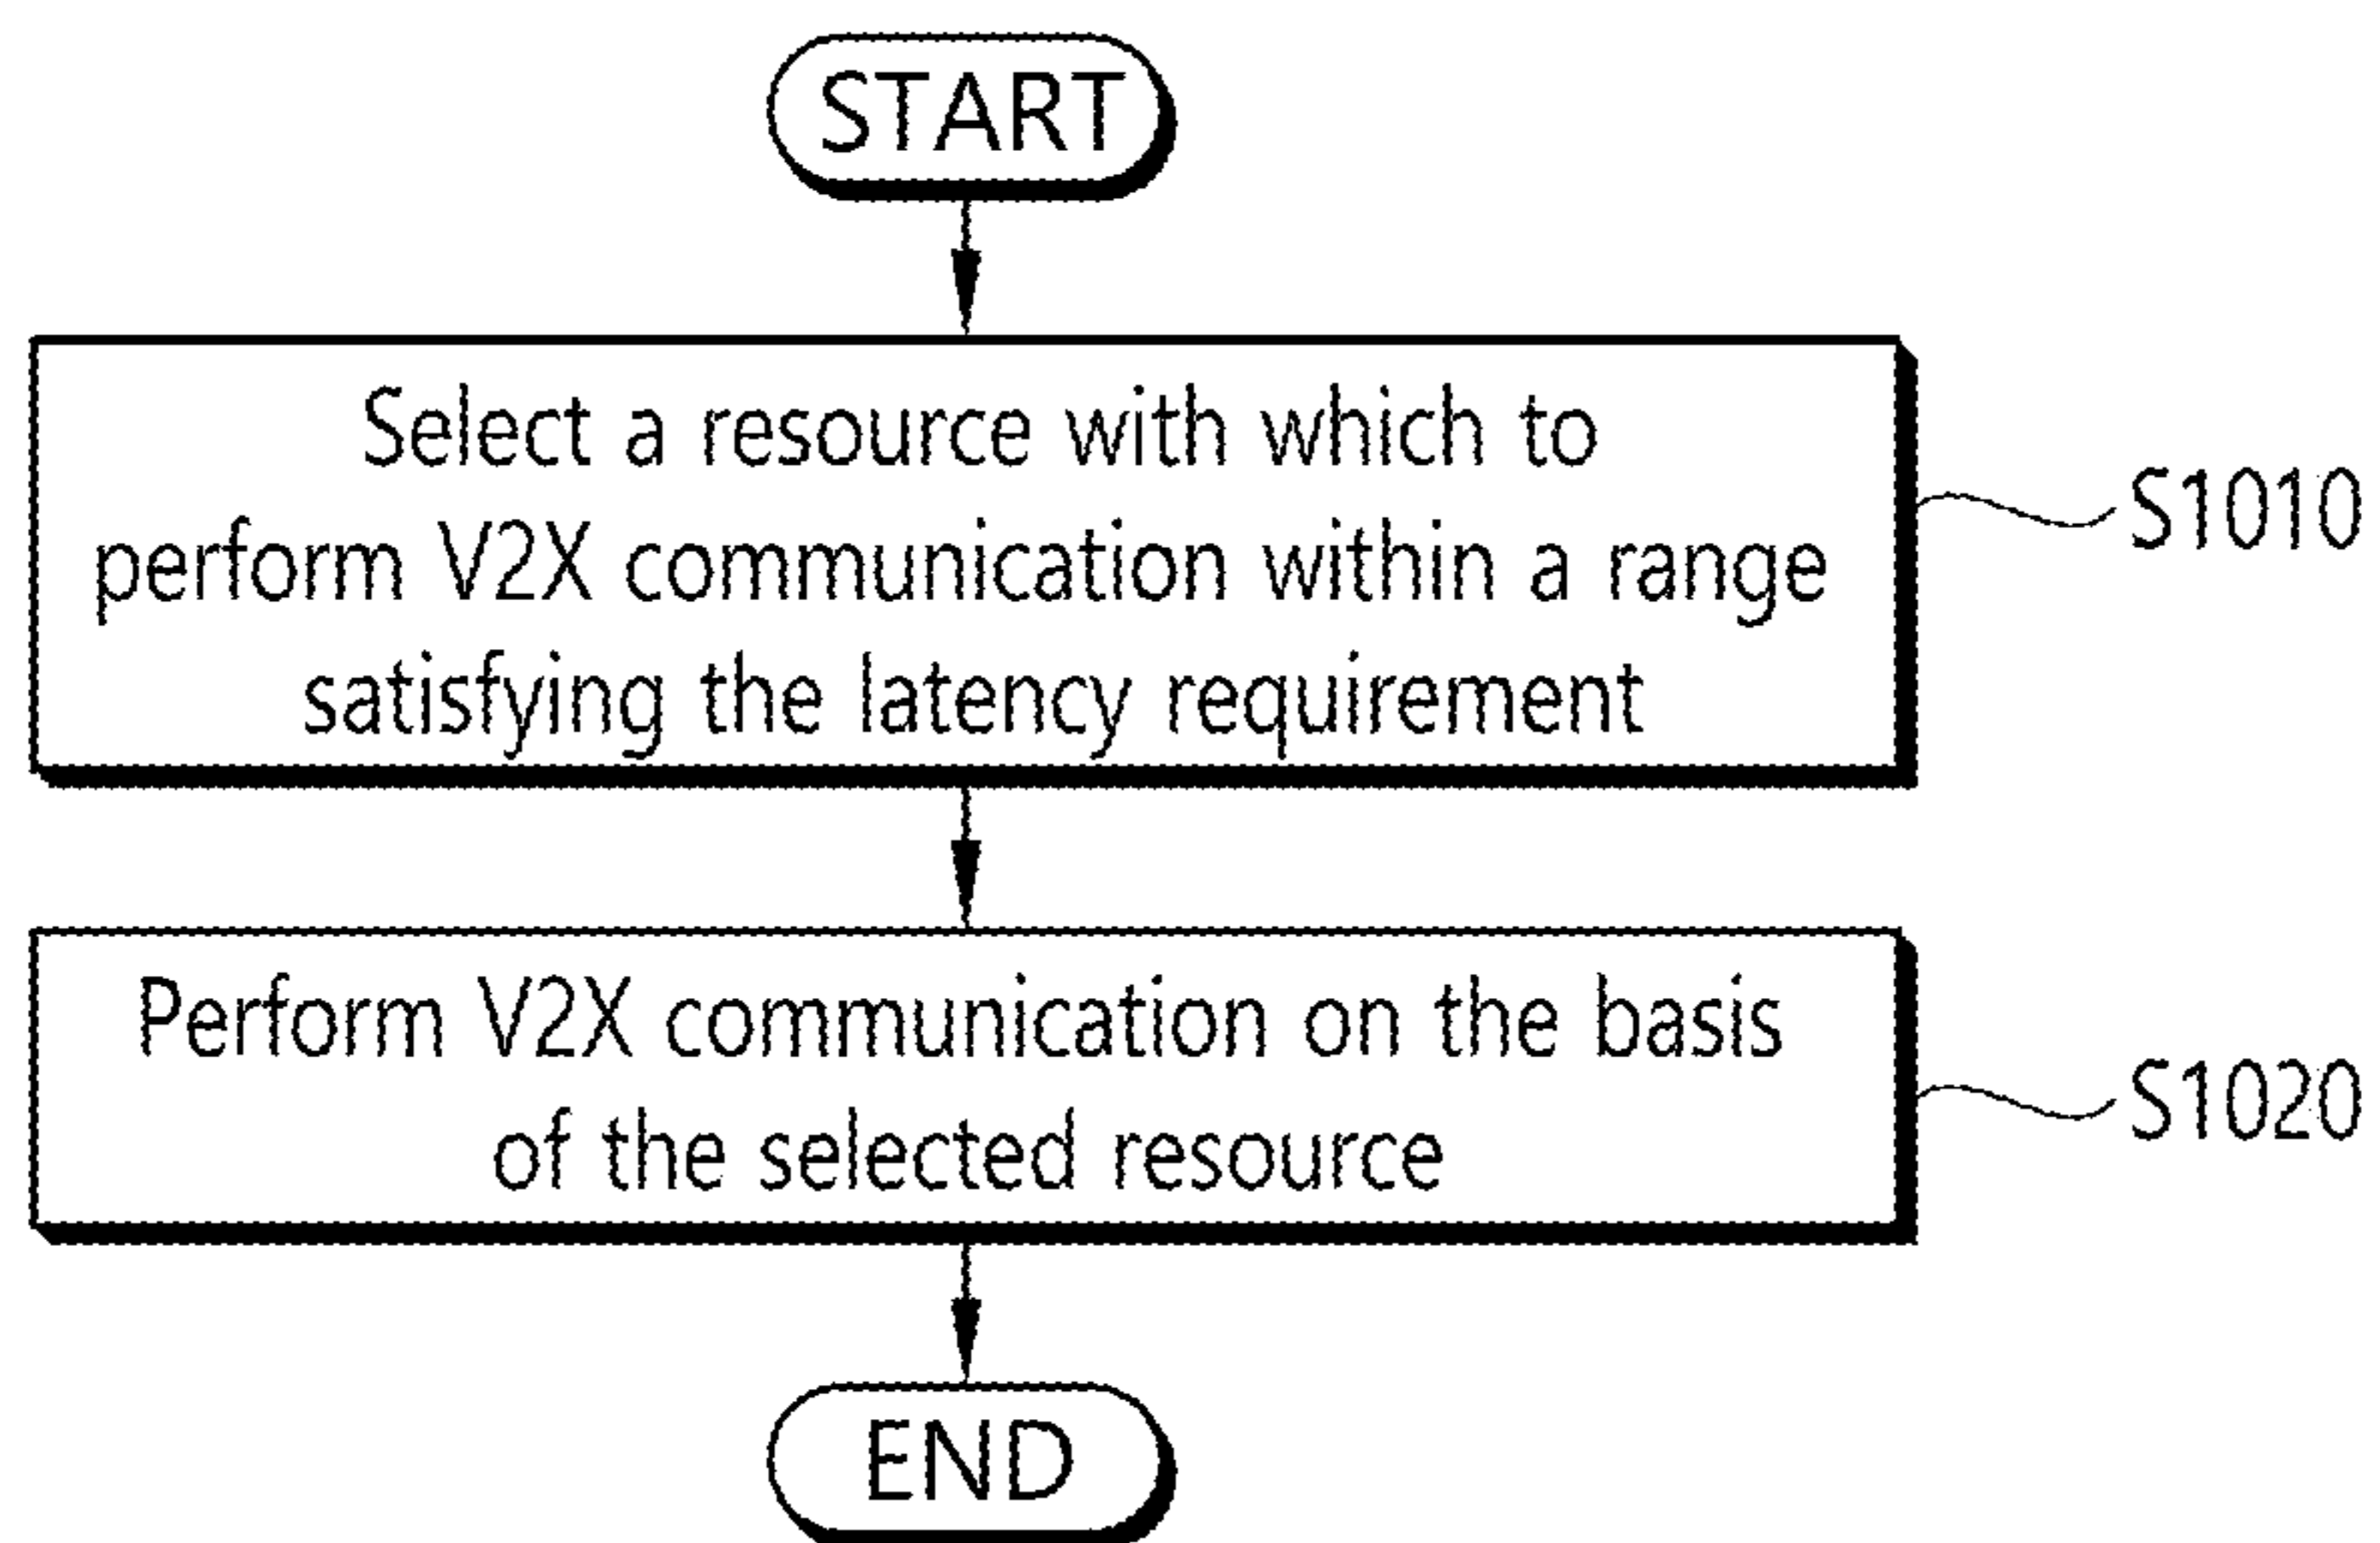 START
Select a resource with which to
perform V2X communication within a range
satisfying the latency requirement
S1010
Perform V2X communication on the basis
of the selected resource
S1020
END